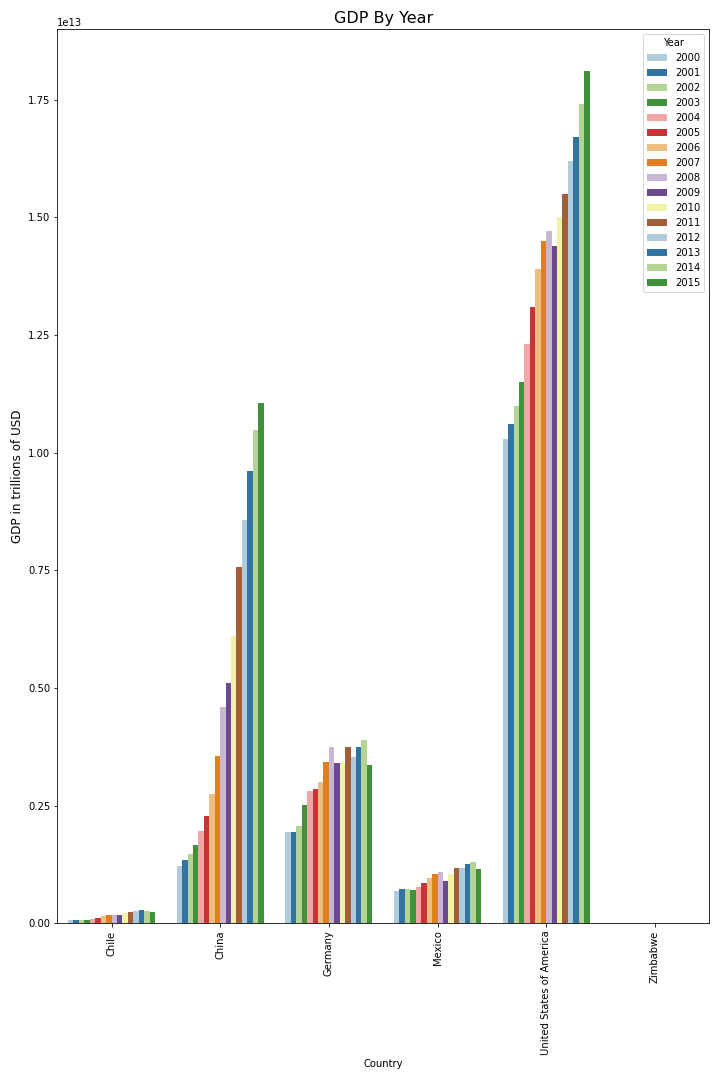 GDP By Year
1e13
1.75
1.50
1.25
1.00
0.75
0.50
0.25
0.00
GDP in trillions of USD
Year
2000
2001
2002
2003
2004
2005
2006
2007
2008
2009
2010
2011
2012
2013
2014
2015
Chile
China
Germany
Mexico
United States of America
Zimbabwe
Country